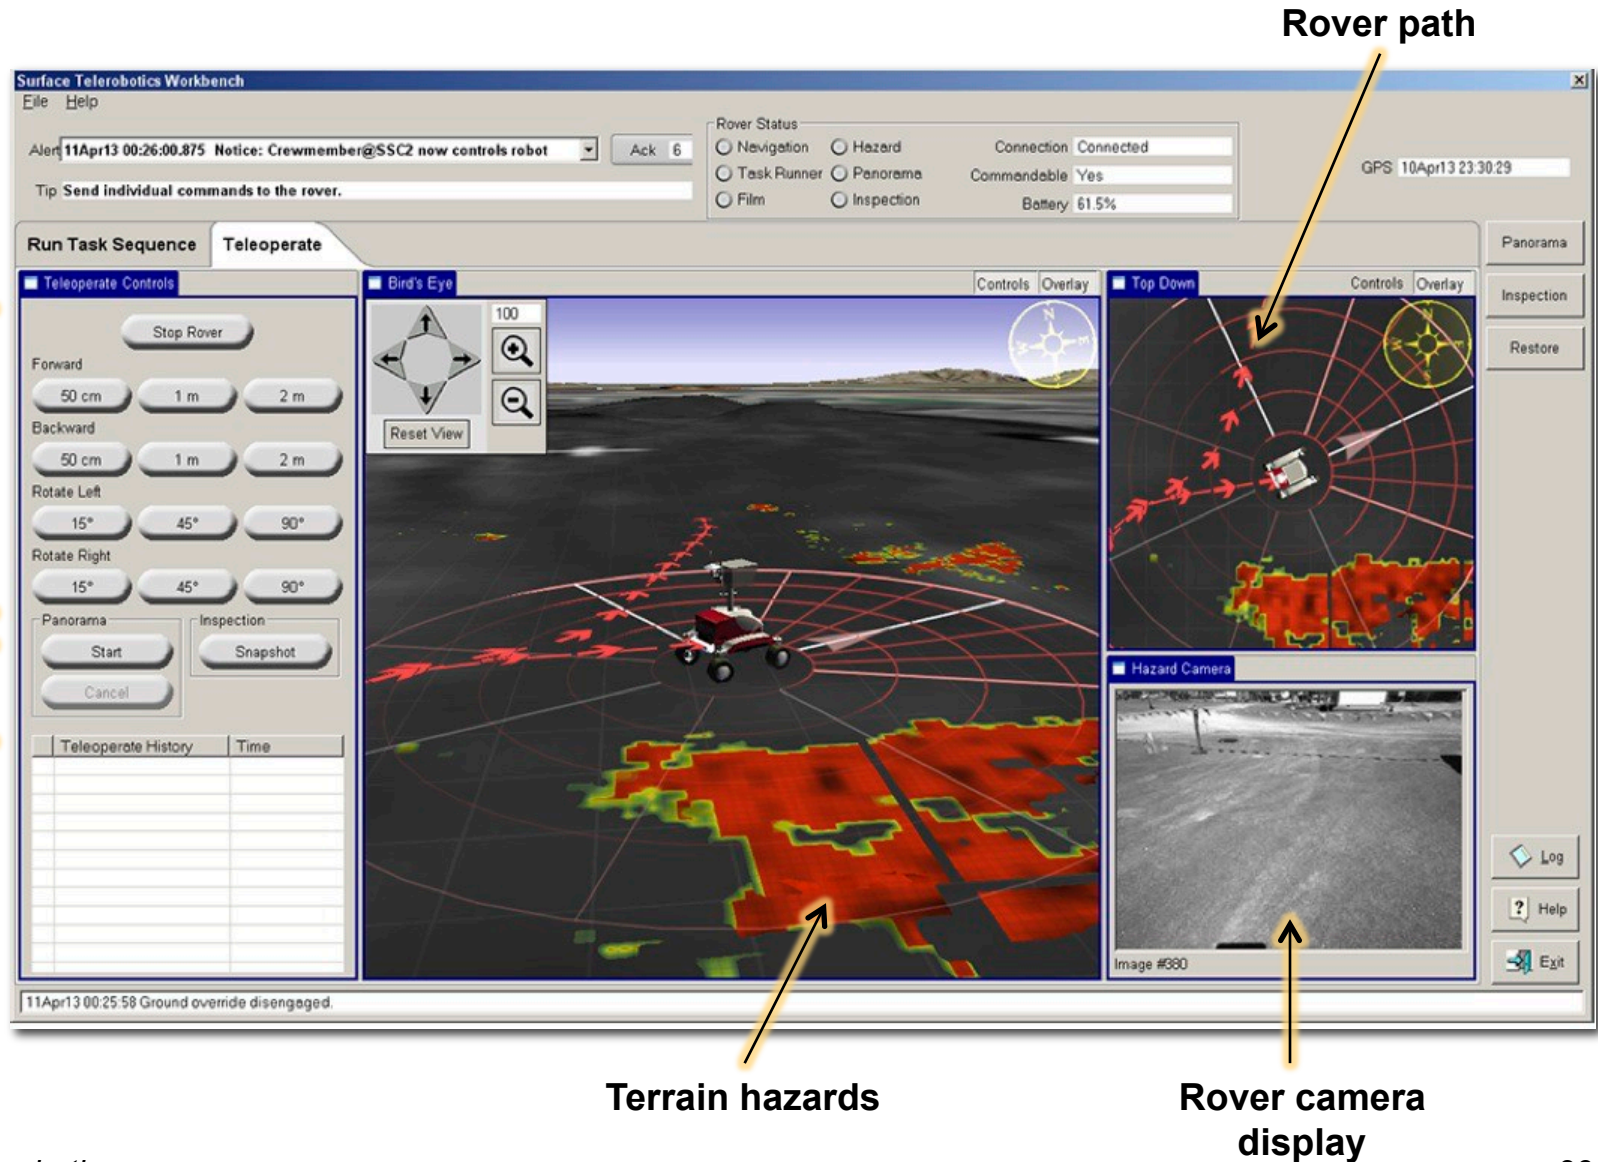 Rover path
Surface Telerobotics Workbench
File Help
Alert 11Apr13 00:26:00.875 Notice: Crewmember@SSC2 now controls robot
Ack 6
Tip Send individual commands to the rover.
Rover Status
Navigation Hazard Connection Connected
Task Runner Panorama Commandable Yes
Film Inspection Battery 61.5%
GPS 10Apr13 23:30:29
Run Task Sequence Teleoperate
Panorama
Inspection
Restore
Teleoperate Controls
Stop Rover
Forward
50 cm 1 m 2 m
Backward
50 cm 1 m 2 m
Rotate Left
15° 45° 90°
Rotate Right
15° 45° 90°
Panorama
Start
Cancel
Inspection
Snapshot
Teleoperate History Time
Bird's Eye Controls Overlay
100
Reset View
N
E
S
W
Top Down Controls Overlay
N
E
S
W
Hazard Camera
Image #380
Log
? Help
Exit
11Apr13 00:25:58 Ground override disengaged.
Terrain hazards
Rover camera
display